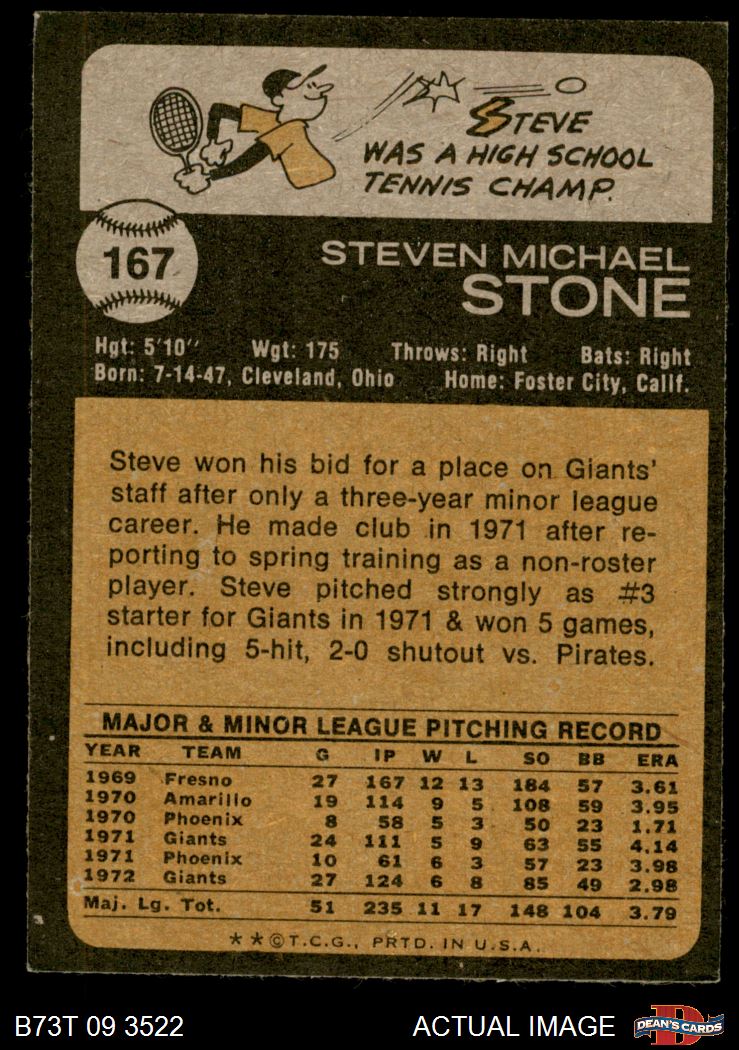 STEVE
WAS A HIGH SCHOOL
TENNIS CHAMP.
167
STEVEN MICHAEL
STONE
Hgt: 5'10" Wgt: 175 Throws: Right Bats: Right
Born: 7-14-47, Cleveland, Ohio Home: Foster City, Calif.
Steve won his bid for a place on Giants'
staff after only a three-year minor league
career. He made club in 1971 after re-
porting to spring training as a non-roster
player. Steve pitched strongly as #3
starter for Giants in 1971 & won 5 games,
including 5-hit, 2-0 shutout vs. Pirates.
MAJOR & MINOR LEAGUE PITCHING RECORD
YEAR TEAM G IP W L SO BB ERA
1969 Fresno 27 167 12 13 184 57 3.61
1970 Amarillo 19 114 9 5 108 59 3.95
1970 Phoenix 8 58 5 3 50 23 1.71
1971 Giants 24 111 5 9 63 55 4.14
1971 Phoenix 10 61 6 3 57 23 3.98
1972 Giants 27 124 6 8 85 49 2.98
Maj. Lg. Tot. 51 235 11 17 148 104 3.79
**©T.C.G., PRTD. IN U.S.A.
B73T 09 3522 ACTUAL IMAGE DEAN'S CARDS